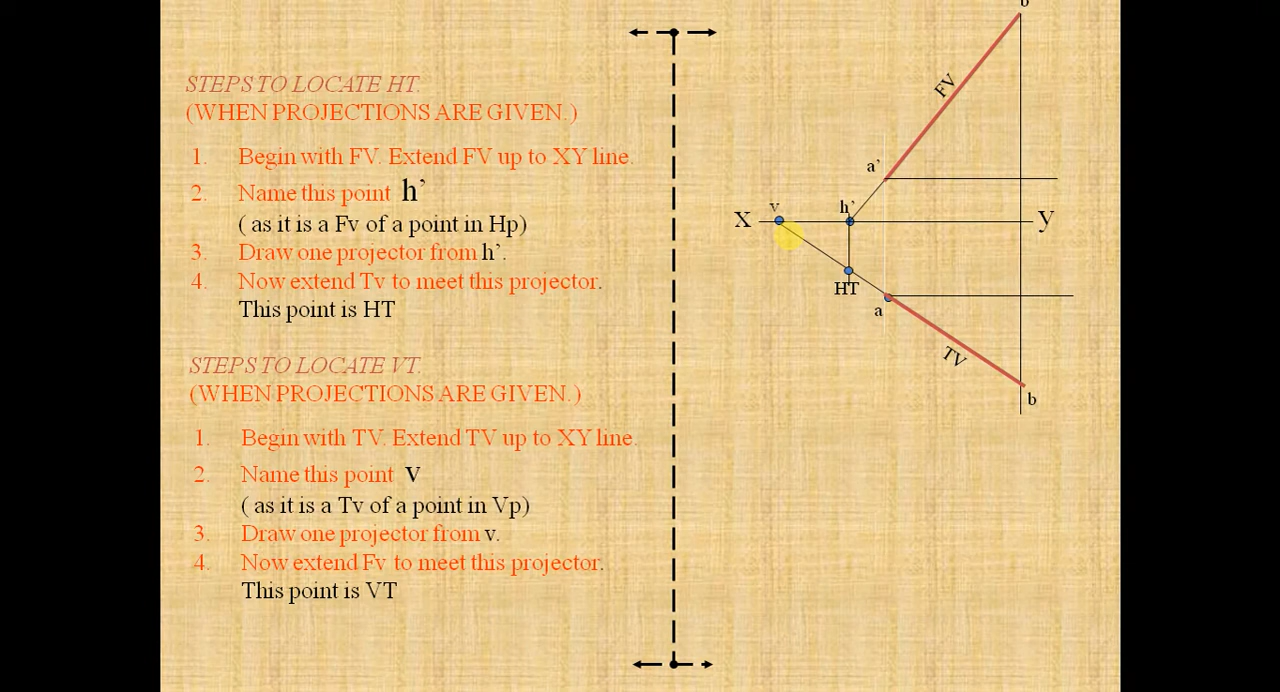 STEPS TO LOCATE HT.
(WHEN PROJECTIONS ARE GIVEN.)
1. Begin with FV. Extend FV up to XY line.
2. Name this point h’
( as it is a Fv of a point in Hp)
3. Draw one projector from h’.
4. Now extend Tv to meet this projector.
This point is HT
STEPS TO LOCATE VT.
(WHEN PROJECTIONS ARE GIVEN.)
1. Begin with TV. Extend TV up to XY line.
2. Name this point v
( as it is a Tv of a point in Vp)
3. Draw one projector from v.
4. Now extend Fv to meet this projector.
This point is VT
FV
a’
v
h’
X
y
HT
a
TV
b